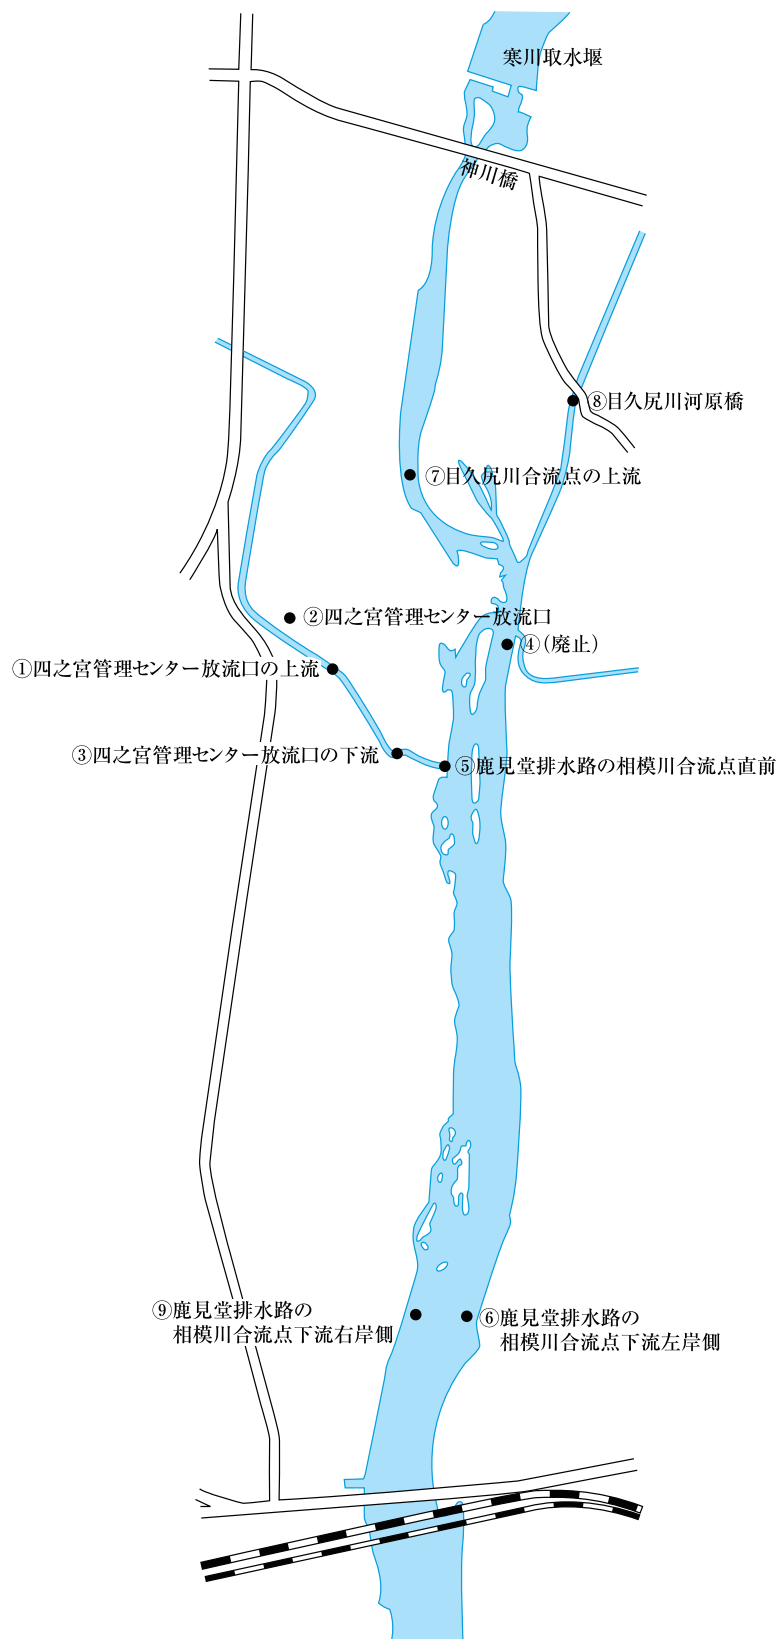 寒川取水堰
神川橋
⑧目久尻川河原橋
⑦目久尻川合流点の上流
②四之宮管理センター放流口
④(廃止)
①四之宮管理センター放流口の上流
③四之宮管理センター放流口の下流
⑤鹿見堂排水路の相模川合流点直前
⑨鹿見堂排水路の
相模川合流点下流右岸側
⑥鹿見堂排水路の
相模川合流点下流左岸側